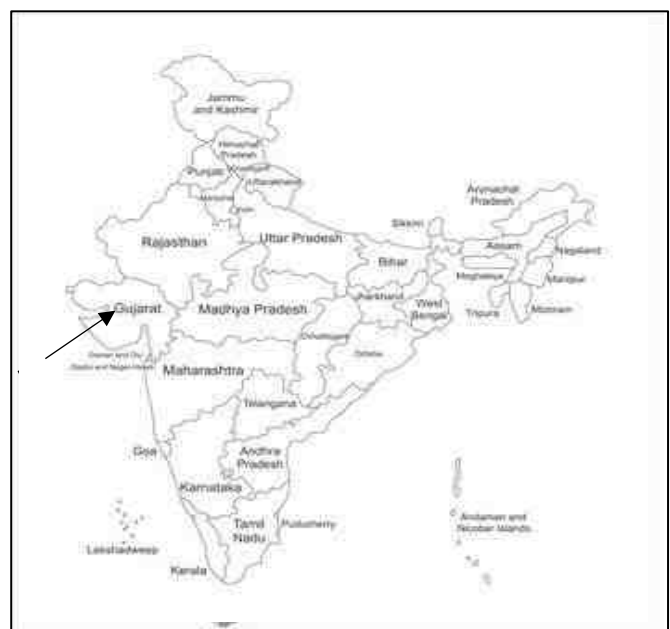 Jammu
and Kashmir
Himachal
Pradesh
Punjab
Uttarakhand
Haryana
Arunachal
Pradesh
Sikkim
Rajasthan
Uttar Pradesh
Assam
Nagaland
Bihar
Meghalaya
Manipur
Gujarat
Madhya Pradesh
Jharkhand
West
Bengal
Tripura
Mizoram
Chhattisgarh
Daman and Diu
Dadra and Nagar Haveli
Maharashtra
Odisha
Telangana
Goa
Andhra
Pradesh
Karnataka
Tamil
Nadu
Puducherry
Andaman and
Nicobar Islands
Lakshadweep
Kerala